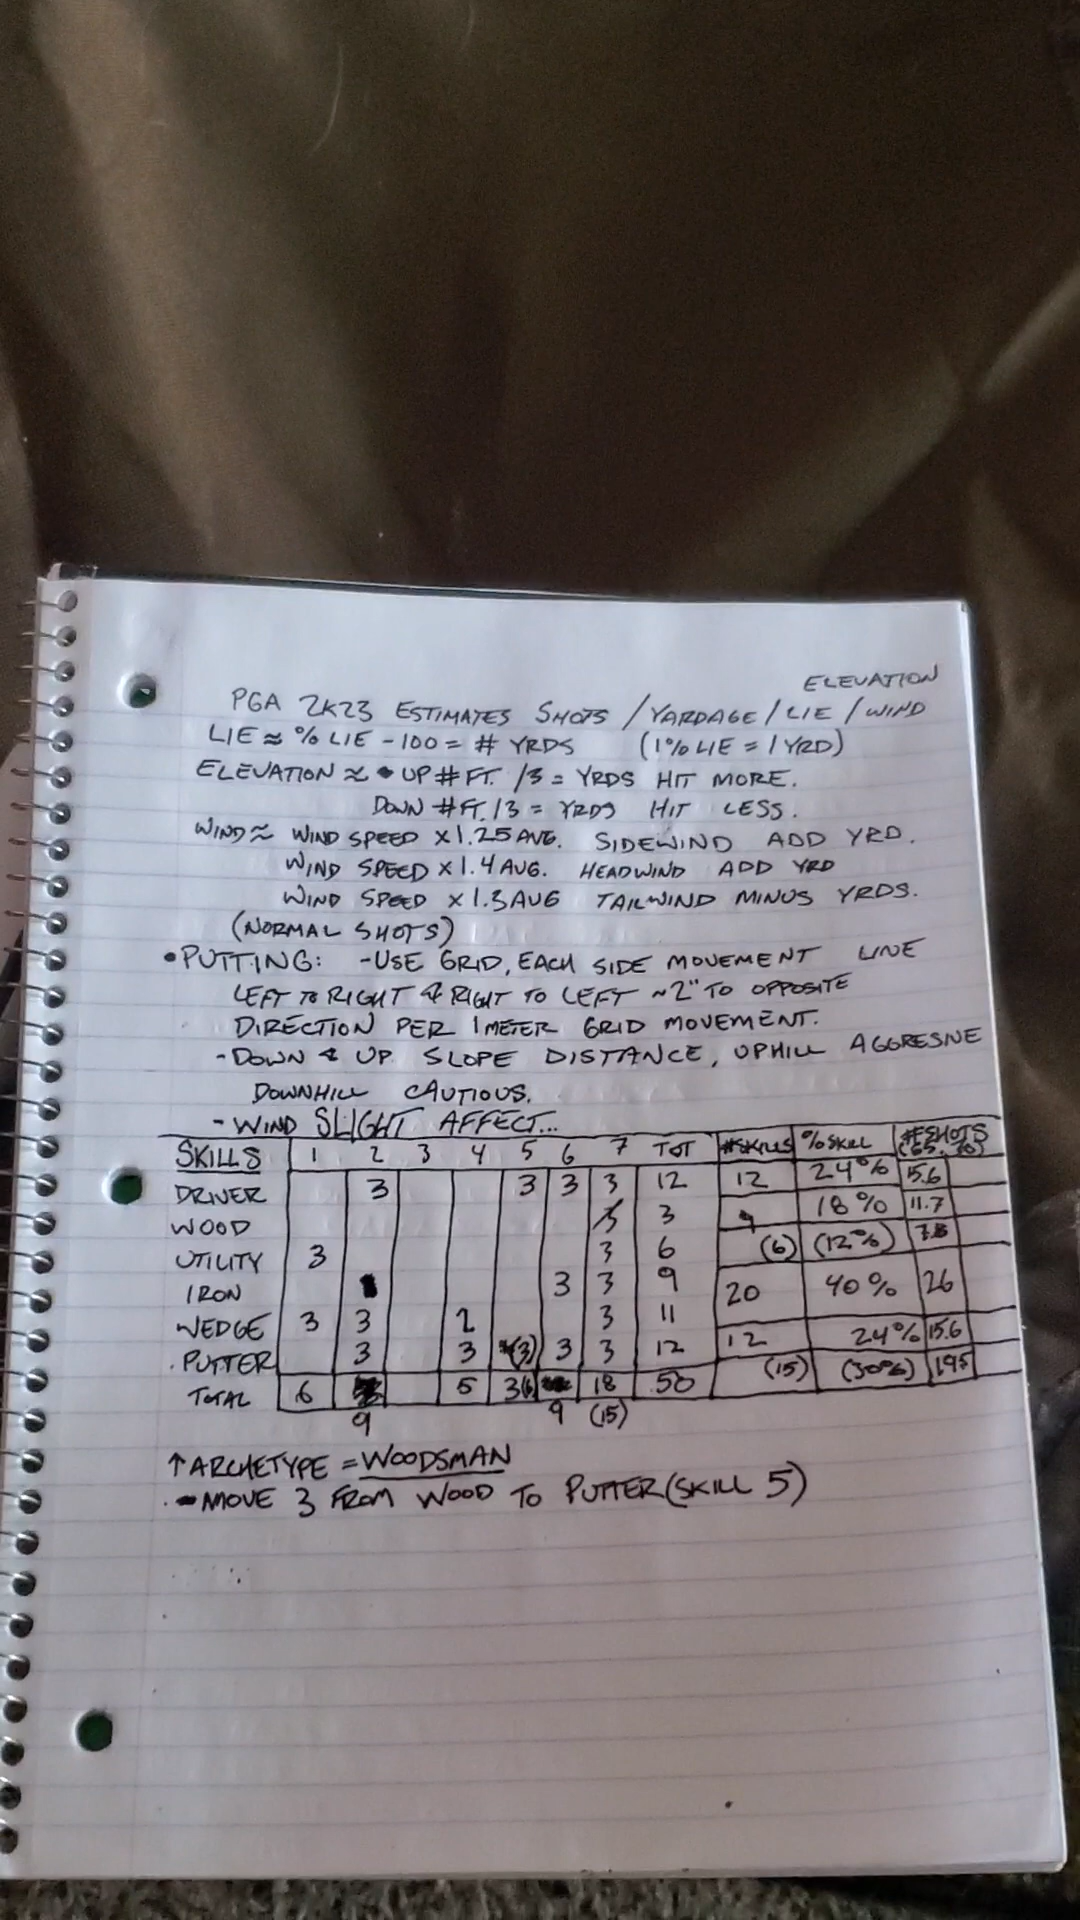 ELEVATION
PGA 2K23 ESTIMATES SHOTS / YARDAGE / LIE / WIND
LIE ≈ % LIE - 100 = # YRDS (1% LIE = 1 YRD)
ELEVATION ≈ UP # FT. /3 = YRDS HIT MORE.
DOWN # FT. /3 = YRDS HIT LESS.
WIND ≈ WIND SPEED X 1.25 AVG. SIDEWIND ADD YRD.
WIND SPEED X 1.4 AVG. HEADWIND ADD YRD
WIND SPEED X 1.3 AVG TAILWIND MINUS YRDS.
(NORMAL SHOTS)
• PUTTING: - USE GRID, EACH SIDE MOVEMENT LINE
LEFT TO RIGHT & RIGHT TO LEFT ~2" TO OPPOSITE
DIRECTION PER 1 METER GRID MOVEMENT.
- DOWN & UP SLOPE DISTANCE, UPHILL AGGRESIVE
DOWNHILL CAUTIOUS.
- WIND SLIGHT AFFECT...
SKILLS 1 2 3 4 5 6 7 TOT #SKILLS % SKILL # SHOTS
DRIVER 3 3 3 3 12 12 24% 15.6
WOOD 3 3 9 18% 11.7
UTILITY 3 3 6 (6) (12%)
IRON 3 3 9 20 40% 26
WEDGE 3 3 2 3 11
PUTTER 3 3 (3) 3 3 12 12 24% 15.6
(15) (30%) 19.5
TOTAL 6 5 3(6) 18 50
9 9 (15)
↑ ARCHETYPE = WOODSMAN
- MOVE 3 FROM WOOD TO PUTTER (SKILL 5)